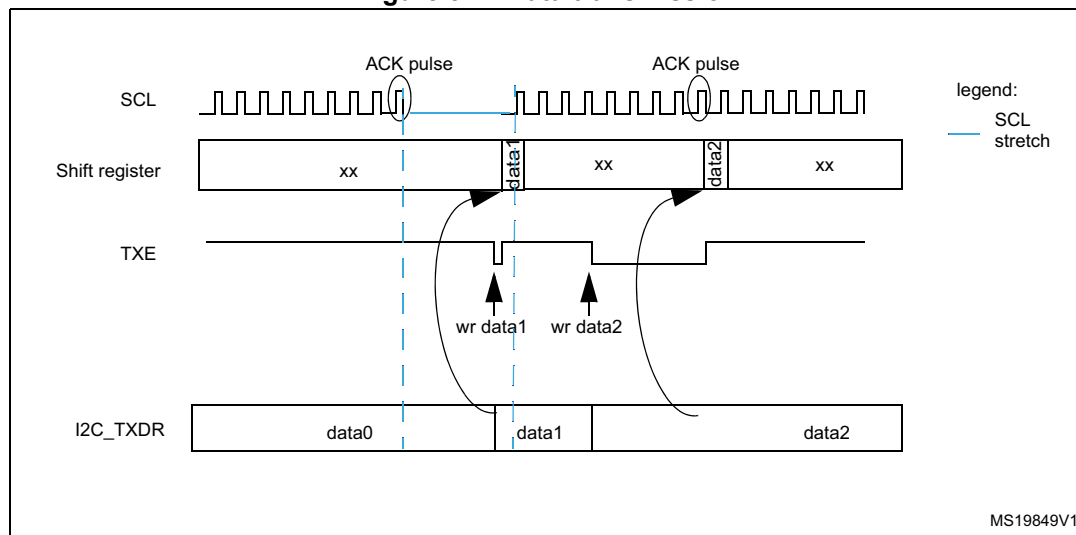 ACK pulse ACK pulse
legend:
SCL
SCL
stretch
Shift register
xx data1 xx data2 xx
TXE
wr data1 wr data2
I2C_TXDR
data0 data1 data2
MS19849V1